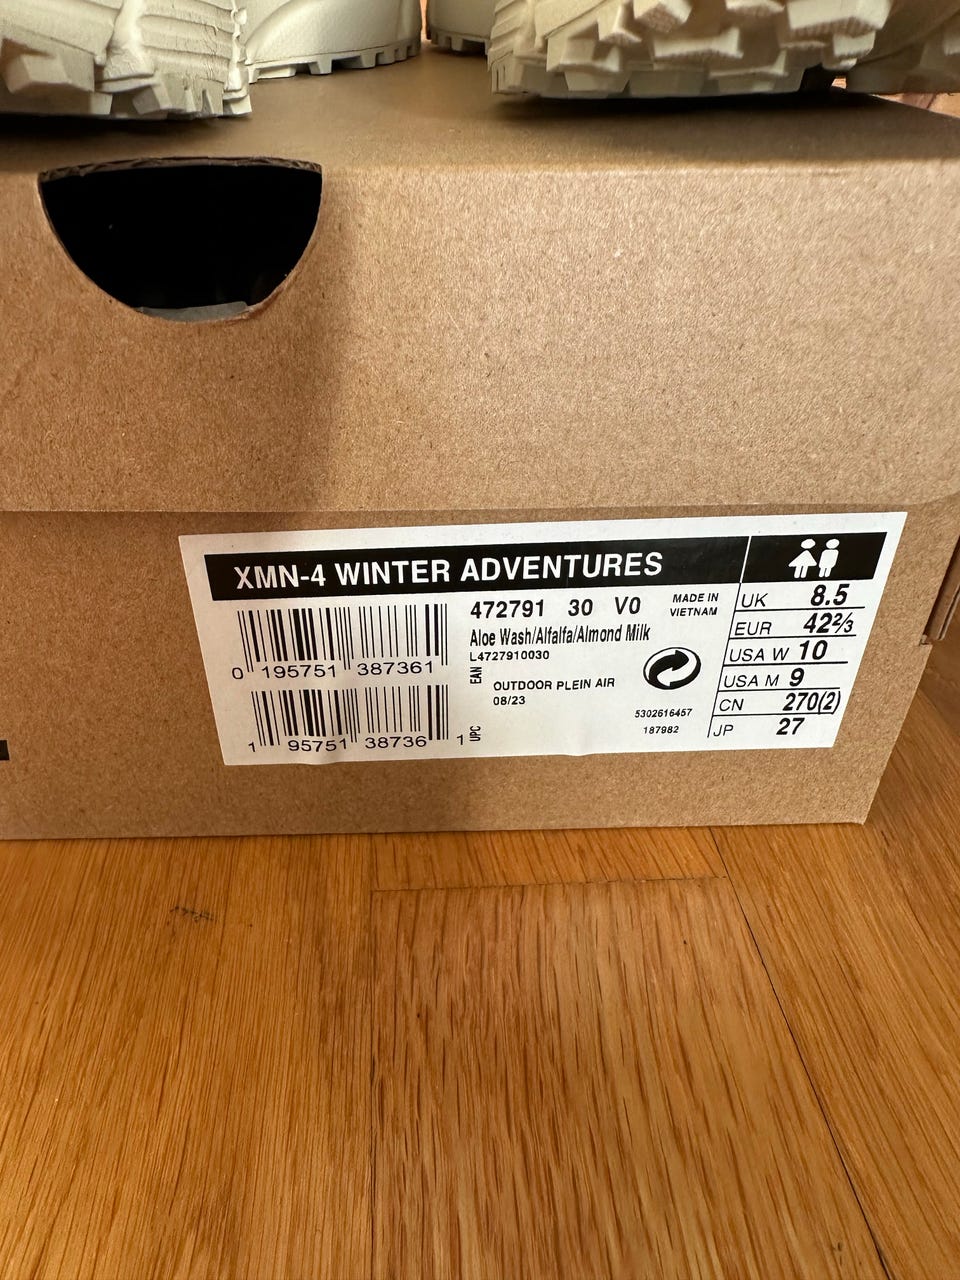 XMN-4 WINTER ADVENTURES
472791 30 V0
MADE IN
VIETNAM
Aloe Wash/Alfalfa/Almond Milk
L4727910030
EAN
0 195751 387361
OUTDOOR PLEIN AIR
08/23
5302616457
187982
UPC
1 95751 38736 1
UK 8.5
EUR 42⅔
USA W 10
USA M 9
CN 270(2)
JP 27